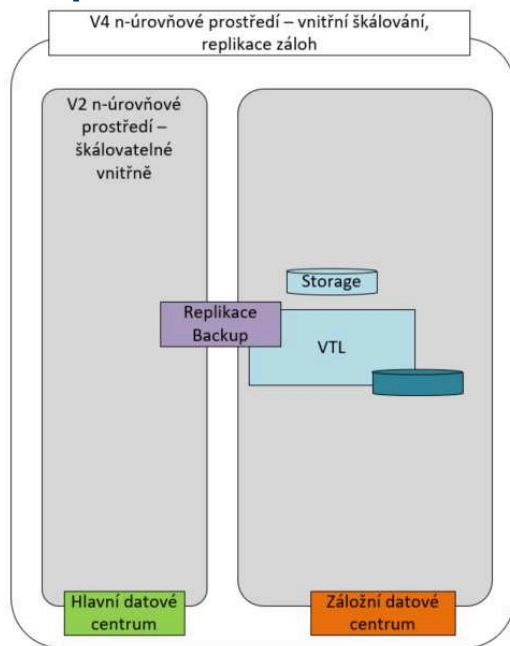 V4 n-úrovňové prostředí – vnitřní škálování,
replikace záloh
V2 n-úrovňové
prostředí –
škálovatelné
vnitřně
Storage
Replikace
Backup
VTL
Hlavní datové
centrum
Záložní datové
centrum